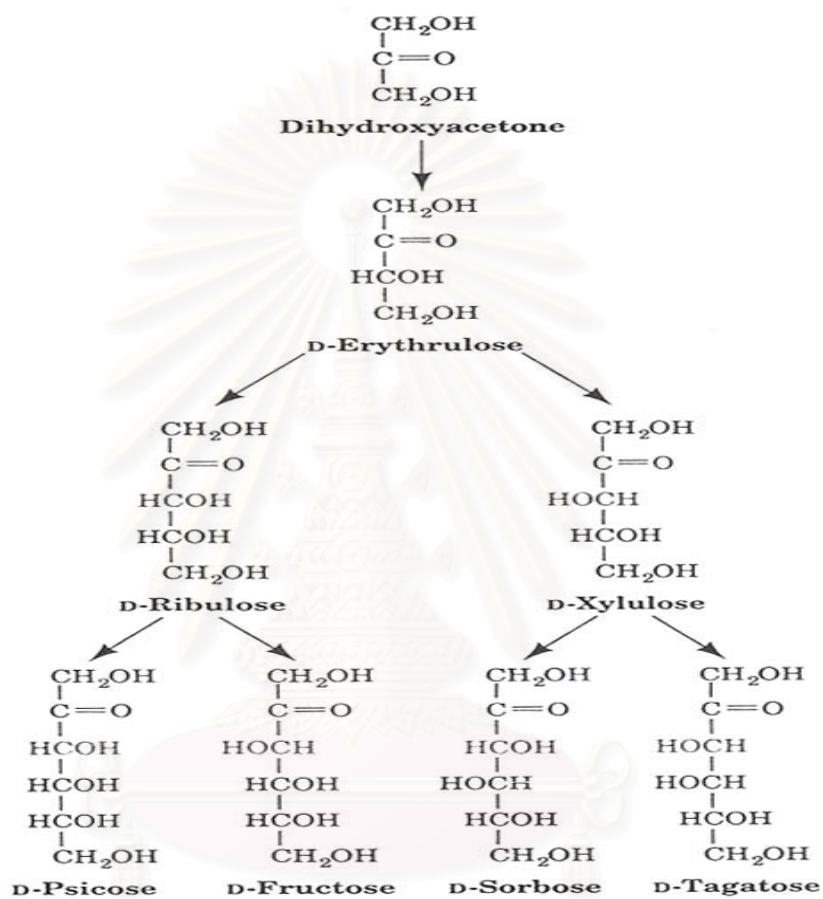 CH₂OH
C=O
CH₂OH
Dihydroxyacetone
CH₂OH
C=O
HCOH
CH₂OH
D-Erythrulose
CH₂OH
C=O
HCOH
HCOH
CH₂OH
D-Ribulose
CH₂OH
C=O
HOCH
HCOH
CH₂OH
D-Xylulose
CH₂OH
C=O
HCOH
HCOH
HCOH
CH₂OH
D-Psicose
CH₂OH
C=O
HOCH
HCOH
HCOH
CH₂OH
D-Fructose
CH₂OH
C=O
HCOH
HOCH
HCOH
CH₂OH
D-Sorbose
CH₂OH
C=O
HOCH
HOCH
HCOH
CH₂OH
D-Tagatose